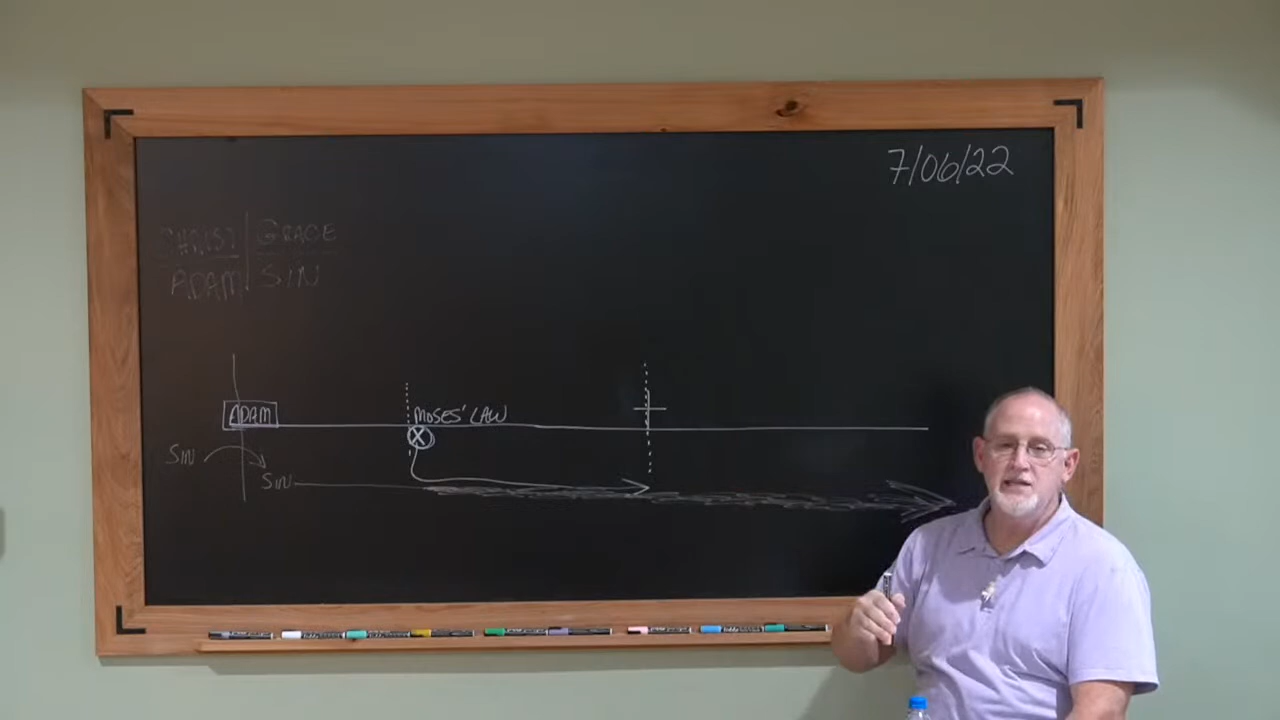 7/06/22
CHRIST GRACE
ADAM SIN
ADAM MOSES' LAW
SIN
SIN